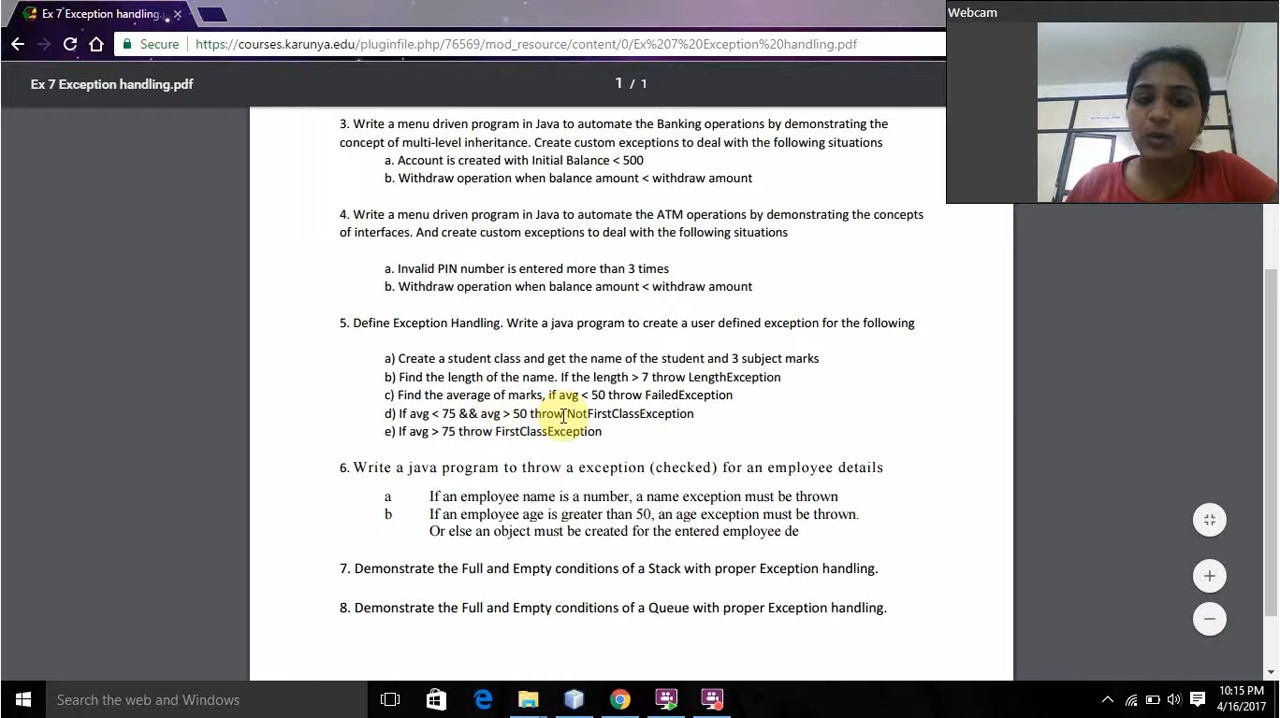 Ex 7 Exception handling.
Webcam
Secure
https://courses.karunya.edu/pluginfile.php/76569/mod_resource/content/0/Ex%207%20Exception%20handling.pdf
Ex 7 Exception handling.pdf
1 / 1
3. Write a menu driven program in Java to automate the Banking operations by demonstrating the
concept of multi-level inheritance. Create custom exceptions to deal with the following situations
a. Account is created with Initial Balance < 500
b. Withdraw operation when balance amount < withdraw amount
4. Write a menu driven program in Java to automate the ATM operations by demonstrating the concepts
of interfaces. And create custom exceptions to deal with the following situations
a. Invalid PIN number is entered more than 3 times
b. Withdraw operation when balance amount < withdraw amount
5. Define Exception Handling. Write a java program to create a user defined exception for the following
a) Create a student class and get the name of the student and 3 subject marks
b) Find the length of the name. If the length > 7 throw LengthException
c) Find the average of marks, if avg < 50 throw FailedException
d) If avg < 75 && avg > 50 throw NotFirstClassException
e) If avg > 75 throw FirstClassException
6. Write a java program to throw a exception (checked) for an employee details
a If an employee name is a number, a name exception must be thrown
b If an employee age is greater than 50, an age exception must be thrown.
Or else an object must be created for the entered employee de
7. Demonstrate the Full and Empty conditions of a Stack with proper Exception handling.
8. Demonstrate the Full and Empty conditions of a Queue with proper Exception handling.
Search the web and Windows
10:15 PM
4/16/2017